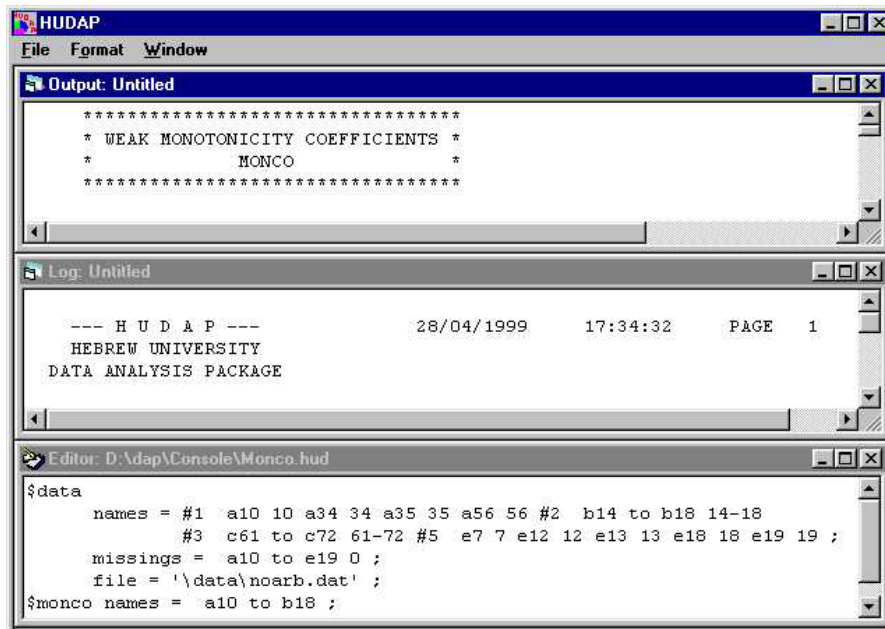 HUDAP
File Format Window
Output: Untitled
**********************************
* WEAK MONOTONICITY COEFFICIENTS *
* MONCO *
**********************************
Log: Untitled
--- H U D A P --- 28/04/1999 17:34:32 PAGE 1
HEBREW UNIVERSITY
DATA ANALYSIS PACKAGE
Editor: D:\dap\Console\Monco.hud
$data
names = #1 a10 10 a34 34 a35 35 a56 56 #2 b14 to b18 14-18
#3 c61 to c72 61-72 #5 e7 7 e12 12 e13 13 e18 18 e19 19 ;
missings = a10 to e19 0 ;
file = '\data\noarb.dat' ;
$monco names = a10 to b18 ;